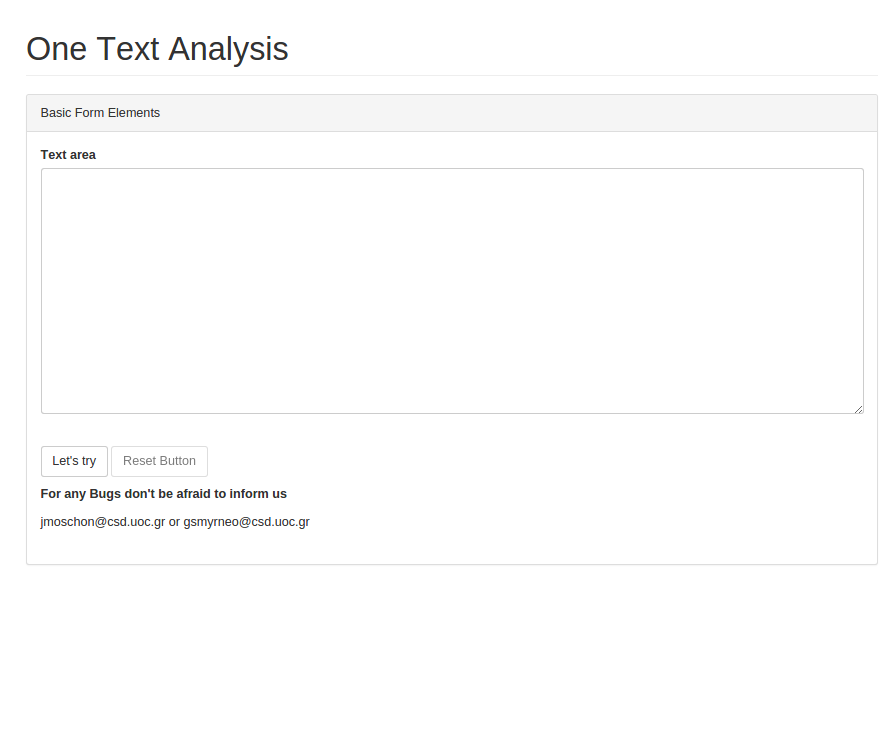 One Text Analysis
Basic Form Elements
Text area
Let's try Reset Button
For any Bugs don't be afraid to inform us
jmoschon@csd.uoc.gr or gsmyrneo@csd.uoc.gr